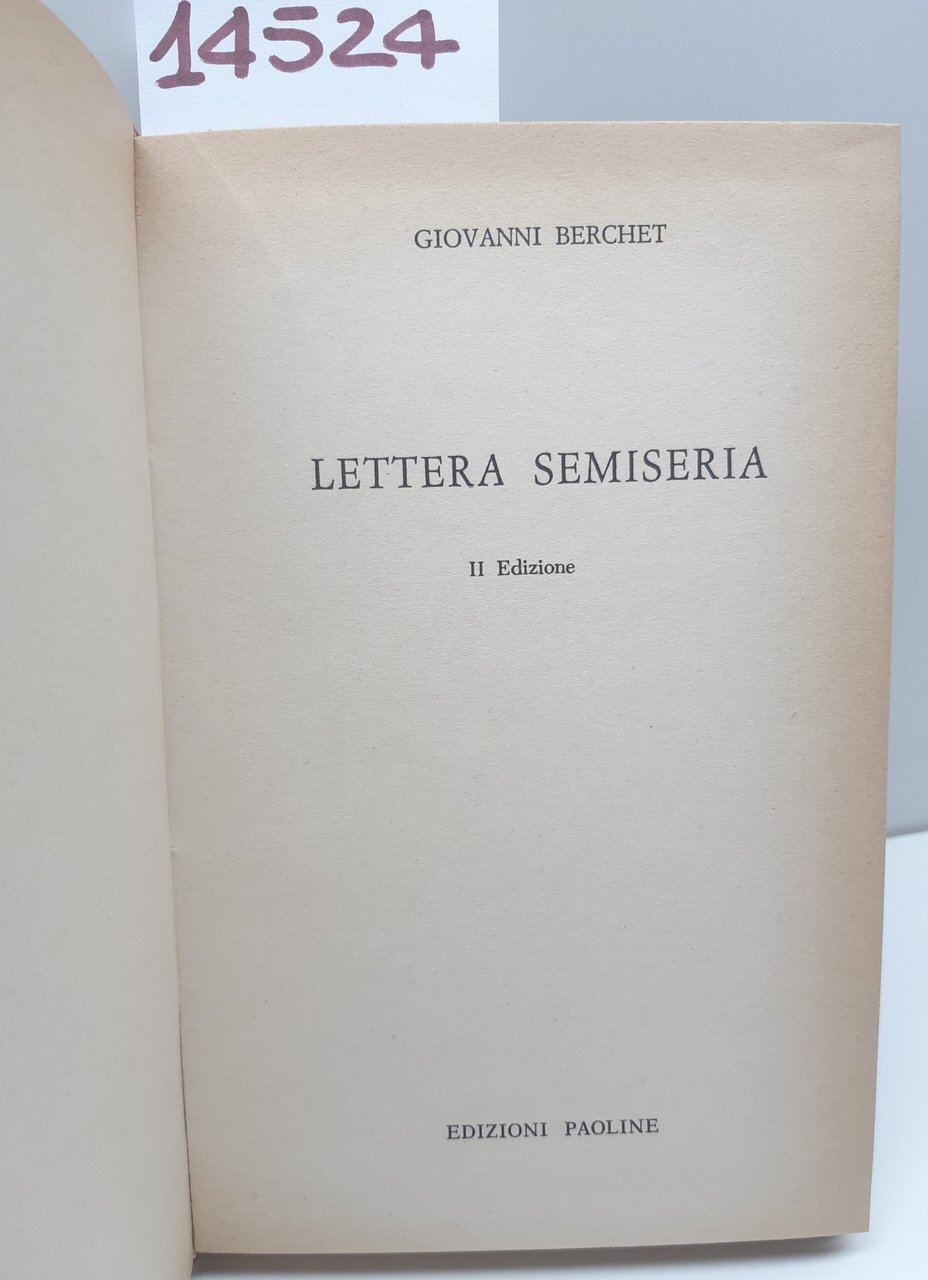 14524
GIOVANNI BERCHET
LETTERA SEMISERIA
II Edizione
EDIZIONI PAOLINE